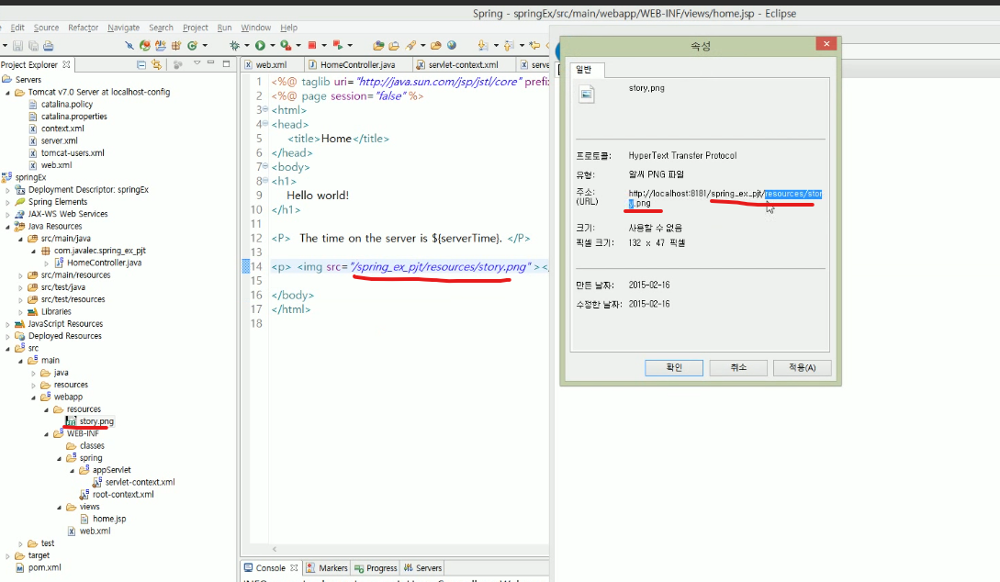 Spring - springEx/src/main/webapp/WEB-INF/views/home.jsp - Eclipse
Edit Source Refactor Navigate Search Project Run Window Help
Project Explorer
Servers
Tomcat v7.0 Server at localhost-config
catalina.policy
catalina.properties
context.xml
server.xml
tomcat-users.xml
web.xml
springEx
Deployment Descriptor: springEx
Spring Elements
JAX-WS Web Services
Java Resources
src/main/java
com.javalec.spring_ex_pjt
HomeController.java
src/main/resources
src/test/java
src/test/resources
Libraries
JavaScript Resources
Deployed Resources
src
main
java
resources
webapp
resources
story.png
WEB-INF
classes
spring
appServlet
servlet-context.xml
root-context.xml
views
home.jsp
web.xml
test
target
pom.xml
web.xml HomeController.java servlet-context.xml serve
1 <%@ taglib uri="http://java.sun.com/jsp/jstl/core" prefi
2 <%@ page session="false" %>
3 <html>
4 <head>
5 <title>Home</title>
6 </head>
7 <body>
8 <h1>
9 Hello world!
10 </h1>
11
12 <P> The time on the server is ${serverTime}. </P>
13
14 <p> <img src="/spring_ex_pjt/resources/story.png" ></
15
16 </body>
17 </html>
18
Console Markers Progress Servers
속성
일반
story.png
프로토콜: HyperText Transfer Protocol
유형: 알씨 PNG 파일
주소: http://localhost:8181/spring_ex_pjt/resources/stor
(URL) y.png
크기: 사용할 수 없음
픽셀 크기: 132 x 47 픽셀
만든 날짜: 2015-02-16
수정한 날짜: 2015-02-16
확인 취소 적용(A)